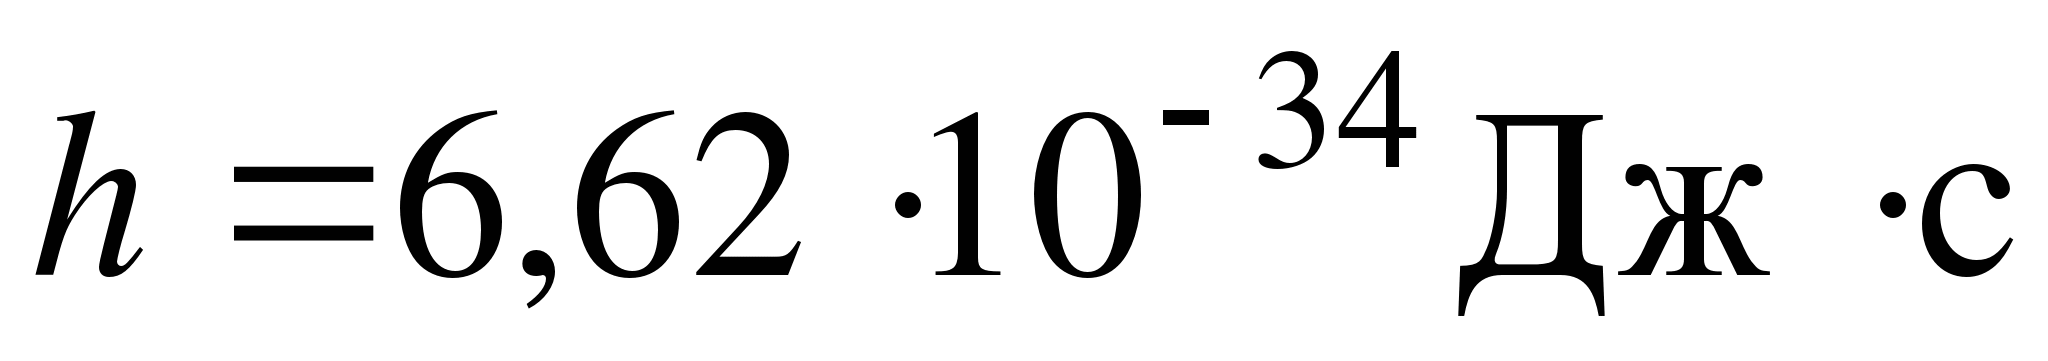 h = 6,62 · 10⁻³⁴ Дж · с